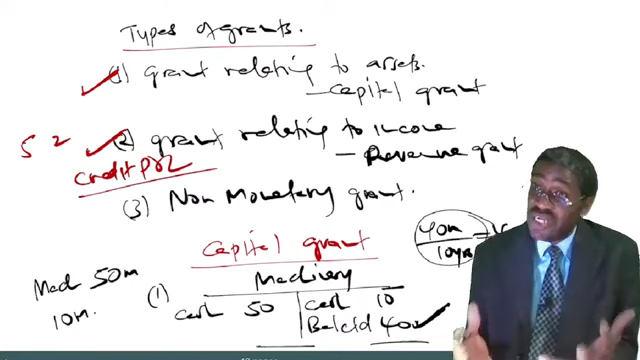 Types of grants.
(1) grant relating to assets
– capital grant
5 2
(2) grant relating to income
– Revenue grant
Credit P&L
(3) Non Monetary grant.
Capital grant
40m
10yrs
Mach 50m
10m.
(1) Machinery
Cash 50 Cash 10
Bal c/d 40